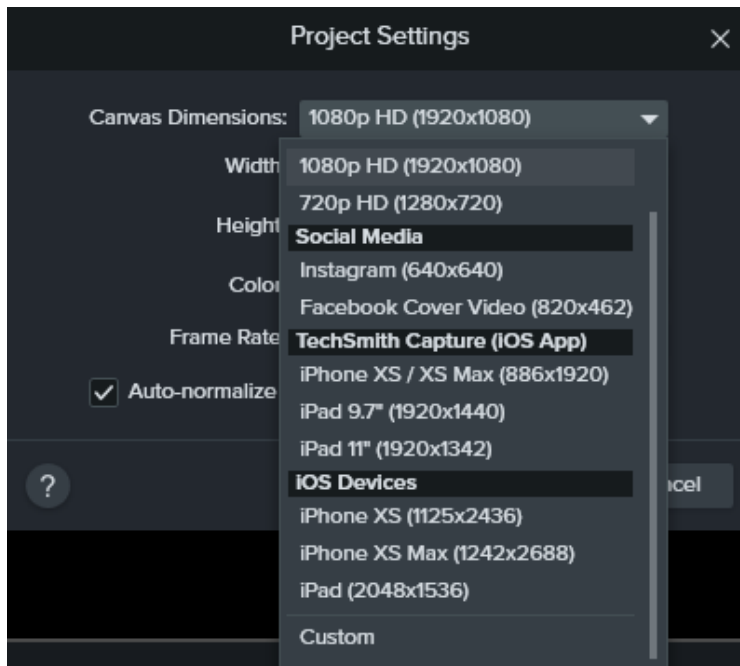 Project Settings
Canvas Dimensions: 1080p HD (1920x1080)
Width 1080p HD (1920x1080)
720p HD (1280x720)
Height
Social Media
Instagram (640x640)
Color
Facebook Cover Video (820x462)
Frame Rate TechSmith Capture (iOS App)
iPhone XS / XS Max (886x1920)
Auto-normalize
iPad 9.7" (1920x1440)
iPad 11" (1920x1342)
? iOS Devices
iPhone XS (1125x2436)
iPhone XS Max (1242x2688)
iPad (2048x1536)
Custom